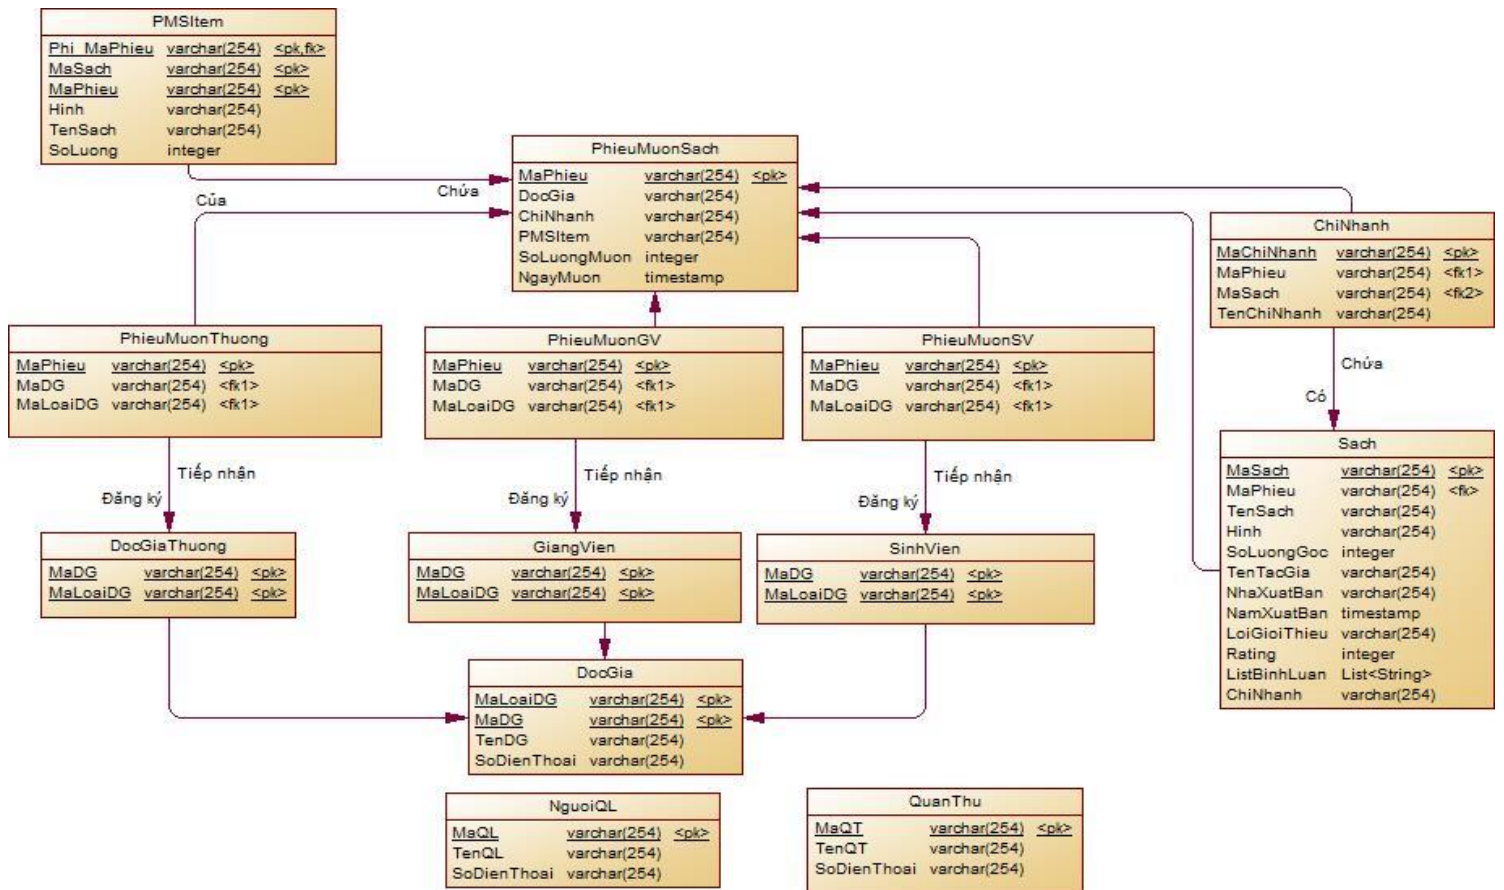 PMSItem
Phi_MaPhieu varchar(254) <pk,fk>
MaSach varchar(254) <pk>
MaPhieu varchar(254) <pk>
Hinh varchar(254)
TenSach varchar(254)
SoLuong integer
Chứa
Của
PhieuMuonSach
MaPhieu varchar(254) <pk>
DocGia varchar(254)
ChiNhanh varchar(254)
PMSItem varchar(254)
SoLuongMuon integer
NgayMuon timestamp
ChiNhanh
MaChiNhanh varchar(254) <pk>
MaPhieu varchar(254) <fk1>
MaSach varchar(254) <fk2>
TenChiNhanh varchar(254)
PhieuMuonThuong
MaPhieu varchar(254) <pk>
MaDG varchar(254) <fk1>
MaLoaiDG varchar(254) <fk1>
PhieuMuonGV
MaPhieu varchar(254) <pk>
MaDG varchar(254) <fk1>
MaLoaiDG varchar(254) <fk1>
PhieuMuonSV
MaPhieu varchar(254) <pk>
MaDG varchar(254) <fk1>
MaLoaiDG varchar(254) <fk1>
Chứa
Có
Tiếp nhận
Đăng ký
Tiếp nhận
Đăng ký
Tiếp nhận
Đăng ký
Sach
MaSach varchar(254) <pk>
MaPhieu varchar(254) <fk>
TenSach varchar(254)
Hinh varchar(254)
SoLuongGoc integer
TenTacGia varchar(254)
NhaXuatBan varchar(254)
NamXuatBan timestamp
LoiGioiThieu varchar(254)
Rating integer
ListBinhLuan List<String>
ChiNhanh varchar(254)
DocGiaThuong
MaDG varchar(254) <pk>
MaLoaiDG varchar(254) <pk>
GiangVien
MaDG varchar(254) <pk>
MaLoaiDG varchar(254) <pk>
SinhVien
MaDG varchar(254) <pk>
MaLoaiDG varchar(254) <pk>
DocGia
MaLoaiDG varchar(254) <pk>
MaDG varchar(254) <pk>
TenDG varchar(254)
SoDienThoai varchar(254)
NguoiQL
MaQL varchar(254) <pk>
TenQL varchar(254)
SoDienThoai varchar(254)
QuanThu
MaQT varchar(254) <pk>
TenQT varchar(254)
SoDienThoai varchar(254)